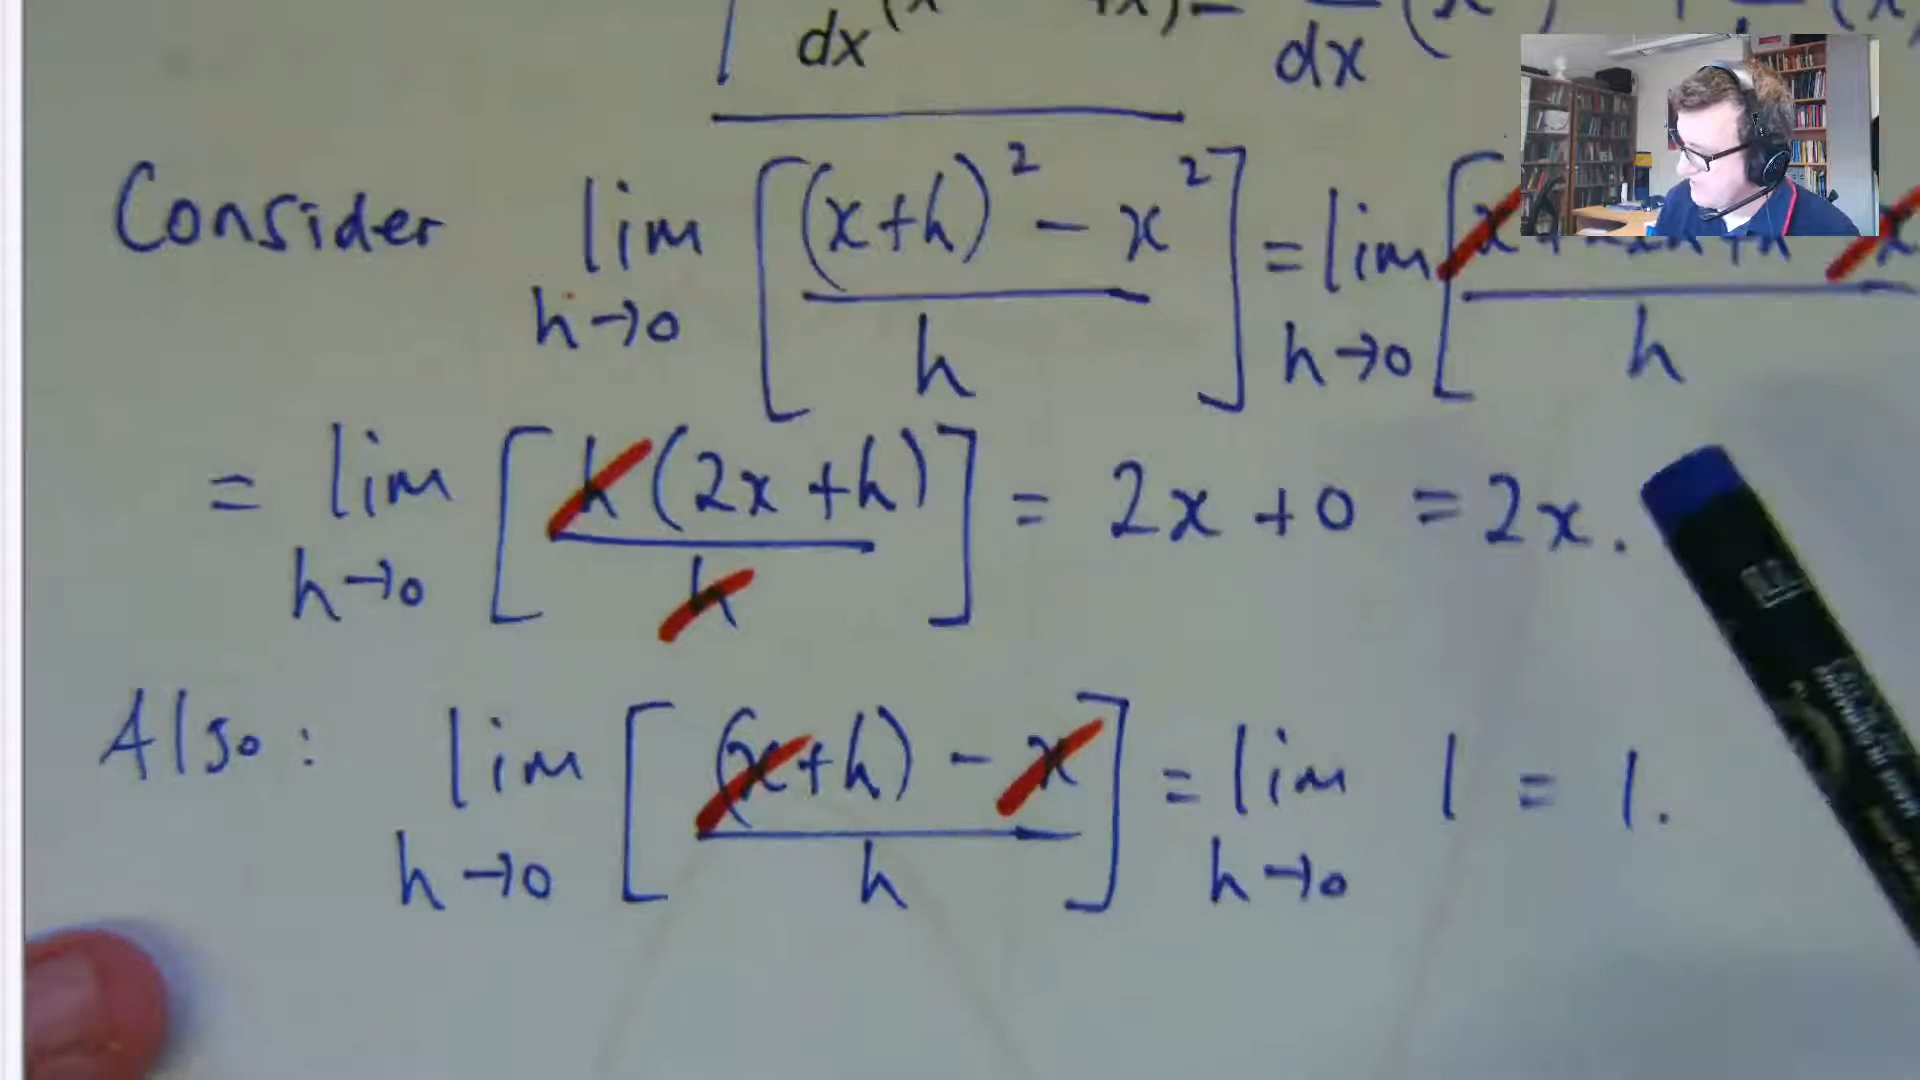 dx (x +x) = dx (x) + (x
Consider lim [(x+h)² - x² = lim [x + 2xh + h - x
h→0 h] h→0 h
= lim [h(2x+h)] = 2x + 0 = 2x.
h→0 h
Also: lim [(x+h) - x] = lim 1 = 1.
h→0 h h→0